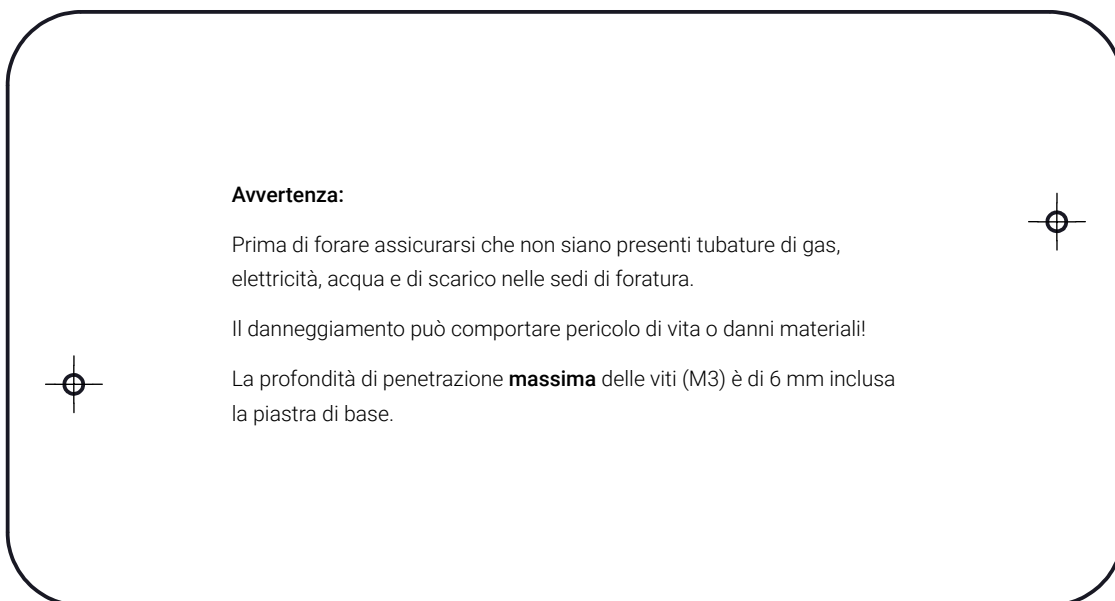 Avvertenza:
Prima di forare assicurarsi che non siano presenti tubature di gas,
elettricità, acqua e di scarico nelle sedi di foratura.
Il danneggiamento può comportare pericolo di vita o danni materiali!
La profondità di penetrazione massima delle viti (M3) è di 6 mm inclusa
la piastra di base.